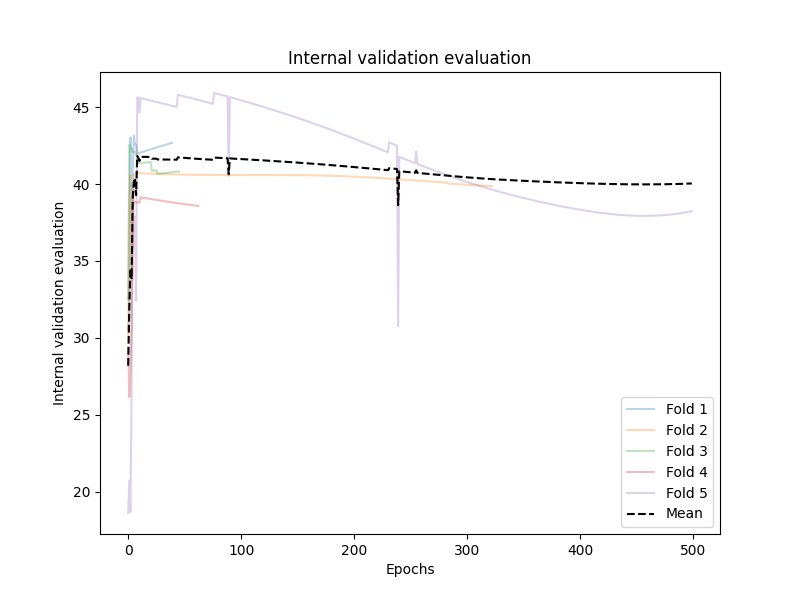 Internal validation evaluation
Internal validation evaluation
45
40
35
30
25
20
0
100
200
300
400
500
Epochs
Fold 1
Fold 2
Fold 3
Fold 4
Fold 5
Mean